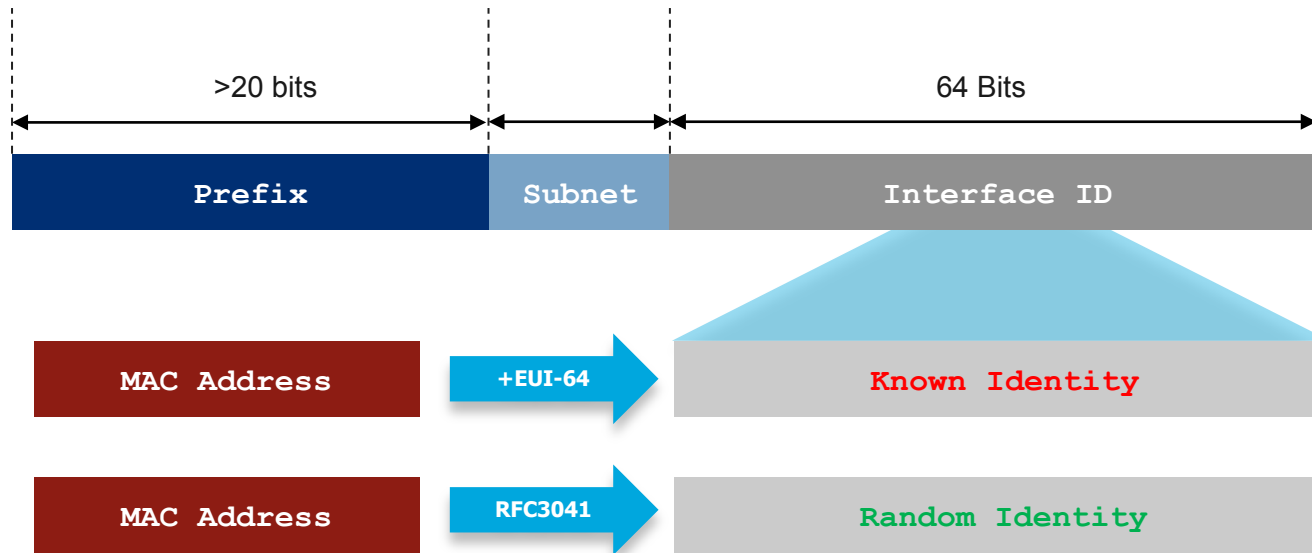 >20 bits
64 Bits
Prefix
Subnet
Interface ID
MAC Address
+EUI-64
Known Identity
MAC Address
RFC3041
Random Identity